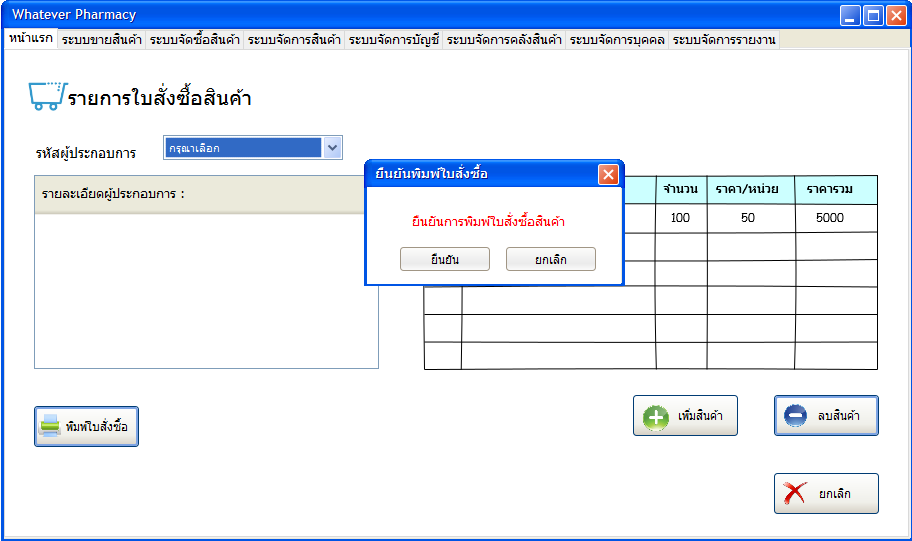 Whatever Pharmacy
หน้าแรก ระบบขายสินค้า ระบบจัดซื้อสินค้า ระบบจัดการสินค้า ระบบจัดการบัญชี ระบบจัดการคลังสินค้า ระบบจัดการบุคคล ระบบจัดการรายงาน
รายการใบสั่งซื้อสินค้า
รหัสผู้ประกอบการ กรุณาเลือก
ยืนยันพิมพ์ใบสั่งซื้อ
รายละเอียดผู้ประกอบการ :
จำนวน ราคา/หน่วย ราคารวม
100 50 5000
ยืนยันการพิมพ์ใบสั่งซื้อสินค้า
ยืนยัน ยกเลิก
พิมพ์ใบสั่งซื้อ
เพิ่มสินค้า ลบสินค้า
ยกเลิก